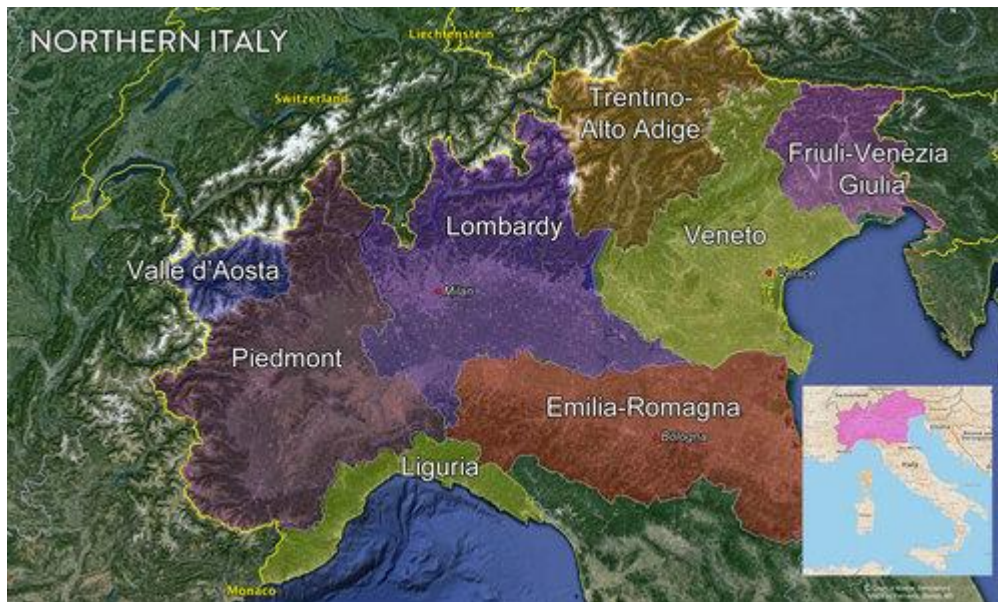 NORTHERN ITALY
Liechtenstein
Switzerland
Trentino-
Alto Adige
Friuli-Venezia
Giulia
Lombardy
Veneto
Valle d'Aosta
Venice
Milan
Piedmont
Emilia-Romagna
Bologna
Liguria
Italy
Monaco